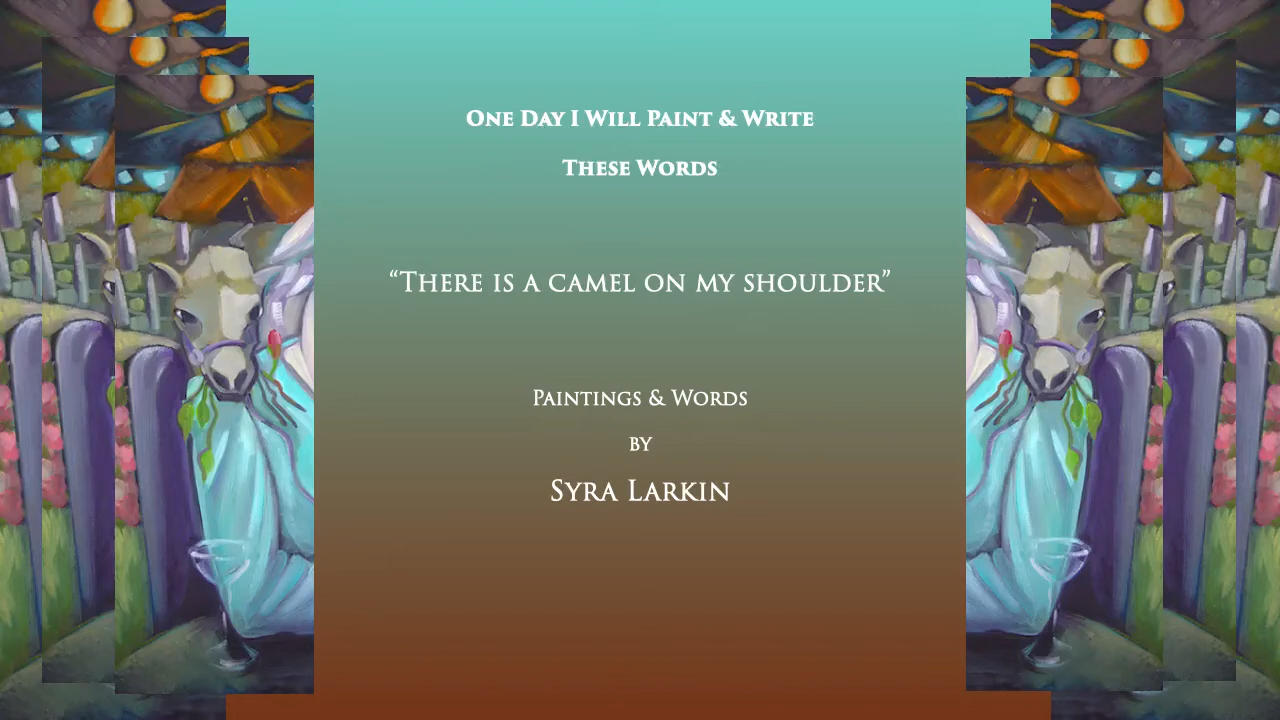 One Day I Will Paint & Write
These Words
“There is a camel on my shoulder”
Paintings & Words
by
Syra Larkin